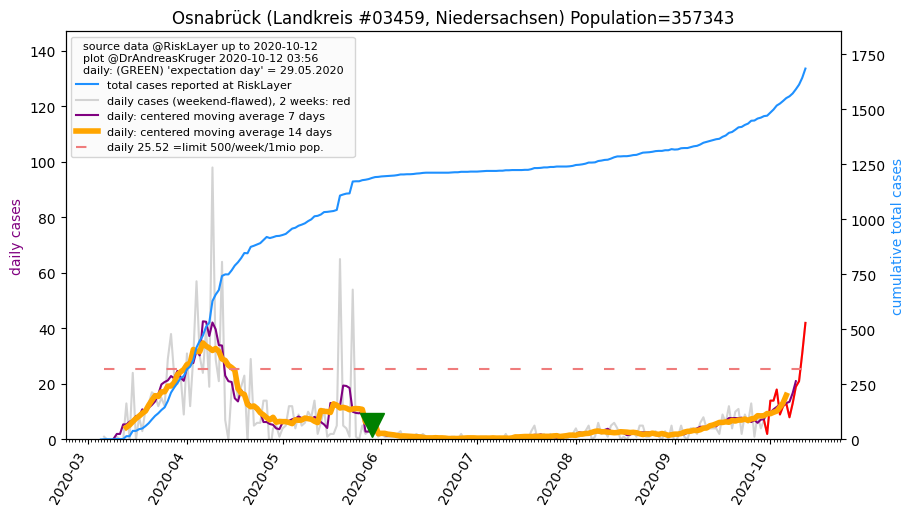 Osnabrück (Landkreis #03459, Niedersachsen) Population=357343
source data @RiskLayer up to 2020-10-12
plot @DrAndreasKruger 2020-10-12 03:56
daily: (GREEN) 'expectation day' = 29.05.2020
total cases reported at RiskLayer
daily cases (weekend-flawed), 2 weeks: red
daily: centered moving average 7 days
daily: centered moving average 14 days
daily 25.52 =limit 500/week/1mio pop.
daily cases
140
120
100
80
60
40
20
0
1750
1500
1250
1000
750
500
250
0
cumulative total cases
2020-03
2020-04
2020-05
2020-06
2020-07
2020-08
2020-09
2020-10